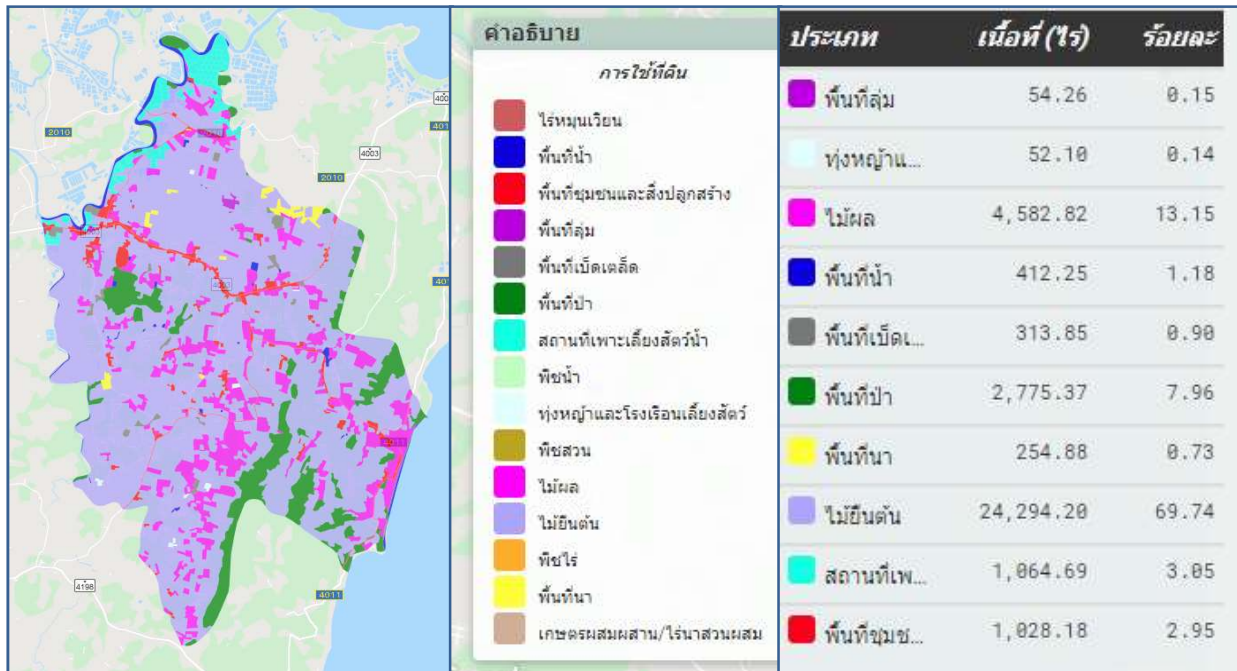 400
401
2010
4003
2010
4003
401
4011
4198
4011
คำอธิบาย
การใช้ที่ดิน
ไร่หมุนเวียน
พื้นที่น้ำ
พื้นที่ชุมชนและสิ่งปลูกสร้าง
พื้นที่ลุ่ม
พื้นที่เบ็ดเตล็ด
พื้นที่ป่า
สถานที่เพาะเลี้ยงสัตว์น้ำ
พืชน้ำ
ทุ่งหญ้าและโรงเรือนเลี้ยงสัตว์
พืชสวน
ไม้ผล
ไม้ยืนต้น
พืชไร่
พื้นที่นา
เกษตรผสมผสาน/ไร่นาสวนผสม
ประเภท เนื้อที่ (ไร่) ร้อยละ
พื้นที่ลุ่ม 54.26 0.15
ทุ่งหญ้าแ... 52.10 0.14
ไม้ผล 4,582.82 13.15
พื้นที่น้ำ 412.25 1.18
พื้นที่เบ็ดเ... 313.85 0.90
พื้นที่ป่า 2,775.37 7.96
พื้นที่นา 254.88 0.73
ไม้ยืนต้น 24,294.20 69.74
สถานที่เพ... 1,064.69 3.05
พื้นที่ชุมช... 1,028.18 2.95